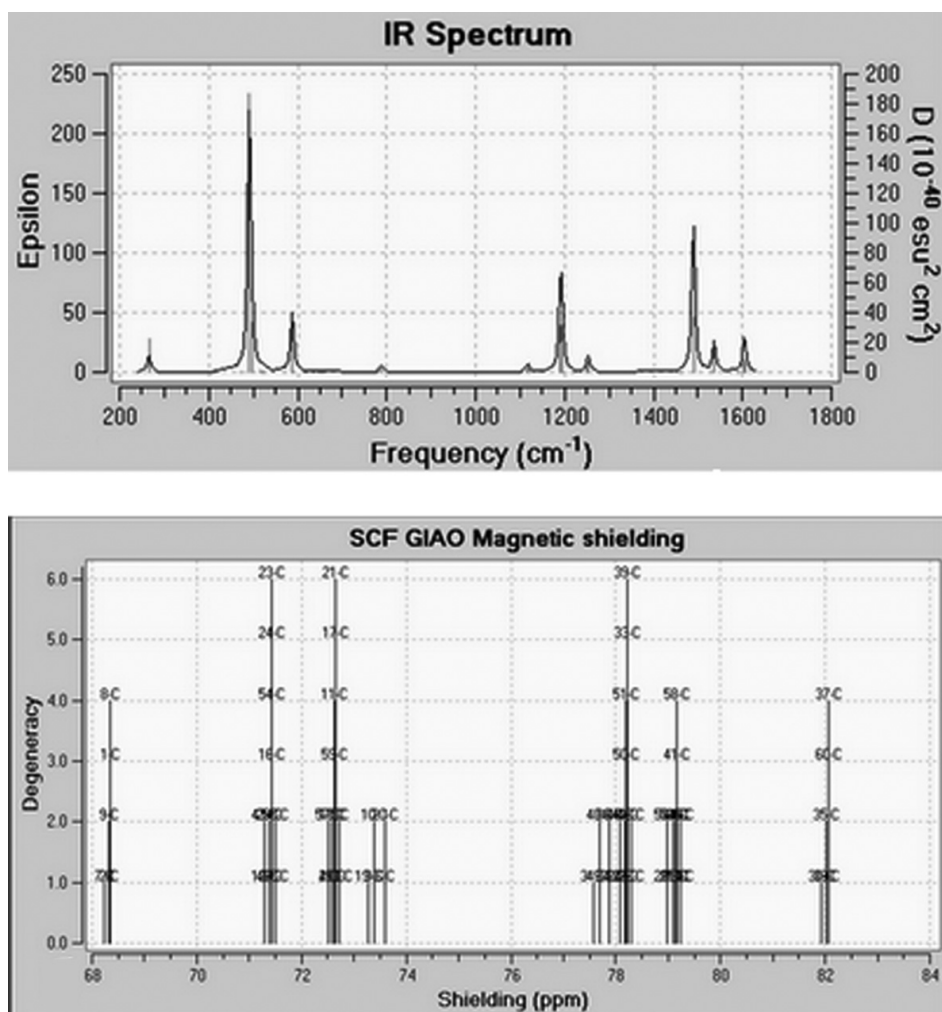 IR Spectrum
250
200
150
100
50
0
Epsilon
200
180
160
140
120
100
80
60
40
20
0
D (10-40 esu2 cm2)
200 400 600 800 1000 1200 1400 1600 1800
Frequency (cm-1)
SCF GIAO Magnetic shielding
6.0
5.0
4.0
3.0
2.0
1.0
0.0
Degeneracy
23-C 21-C 39-C
24-C 17-C 33-C
8-C 54-C 11-C 51-C 58-C 37-C
1-C 16-C 59-C 50-C 41-C 60-C
9-C 35-C
68 70 72 74 76 78 80 82 84
Shielding (ppm)